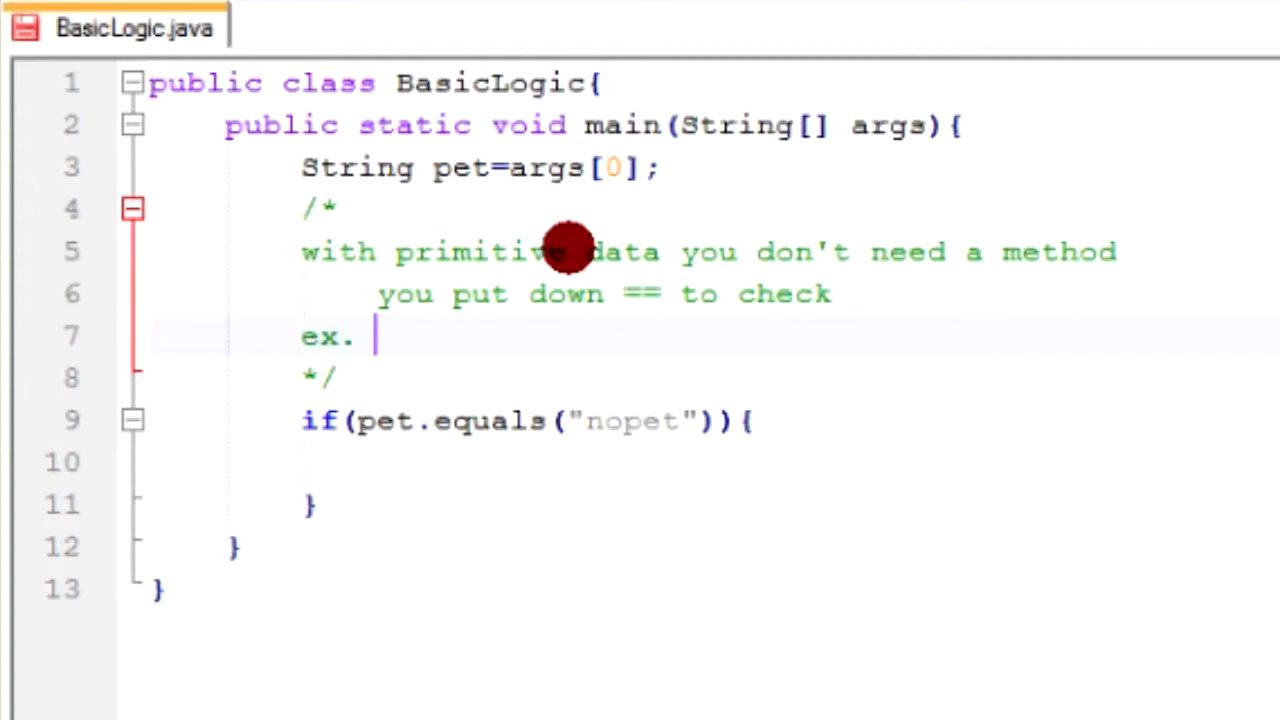 BasicLogic.java
1 public class BasicLogic{
2 public static void main(String[] args){
3 String pet=args[0];
4 /*
5 with primitive data you don't need a method
6 you put down == to check
7 ex.
8 */
9 if(pet.equals("nopet")){
10
11 }
12 }
13 }